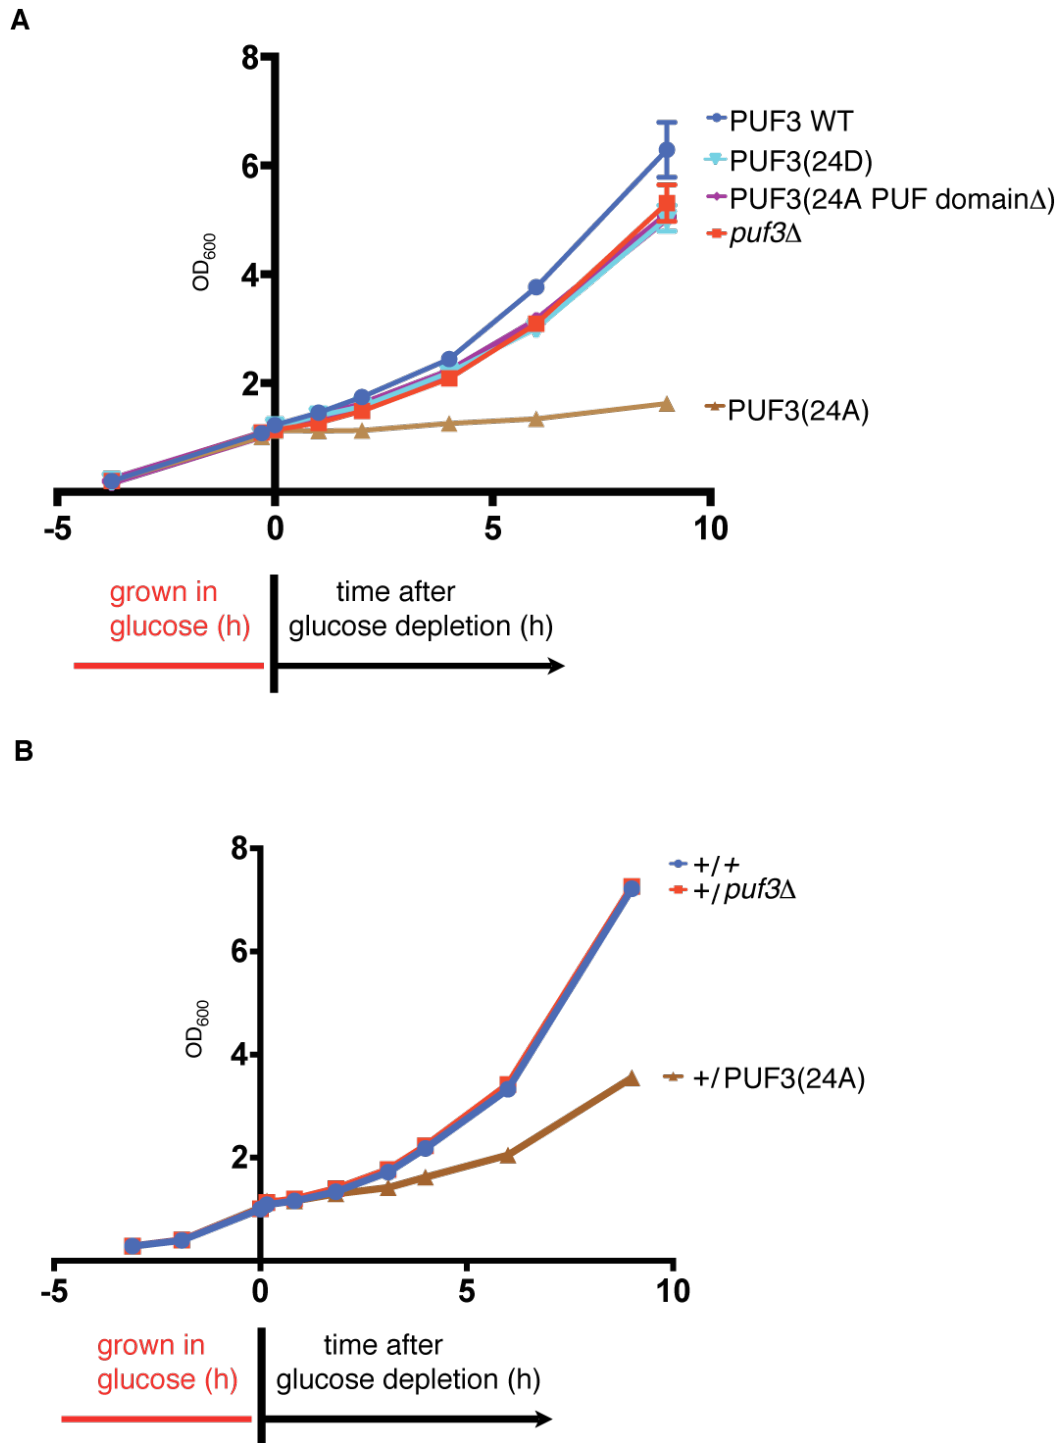 A
8
6
4
2
OD600
-5
0
5
10
PUF3 WT
PUF3(24D)
PUF3(24A PUF domainΔ)
puf3Δ
PUF3(24A)
grown in
glucose (h)
time after
glucose depletion (h)
B
8
6
4
2
OD600
-5
0
5
10
+/+
+/puf3Δ
+/PUF3(24A)
grown in
glucose (h)
time after
glucose depletion (h)